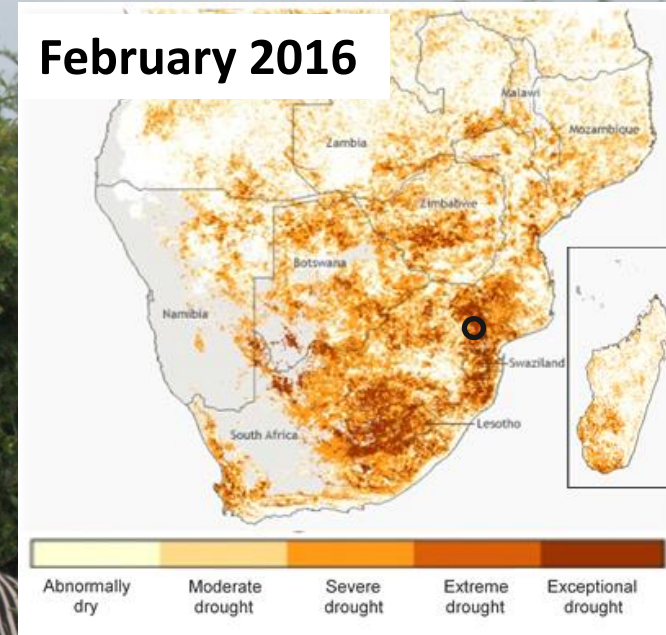 February 2016
Malawi
Mozambique
Zambia
Zimbabwe
Botswana
Namibia
Swaziland
Lesotho
South Africa
Abnormally dry
Moderate drought
Severe drought
Extreme drought
Exceptional drought